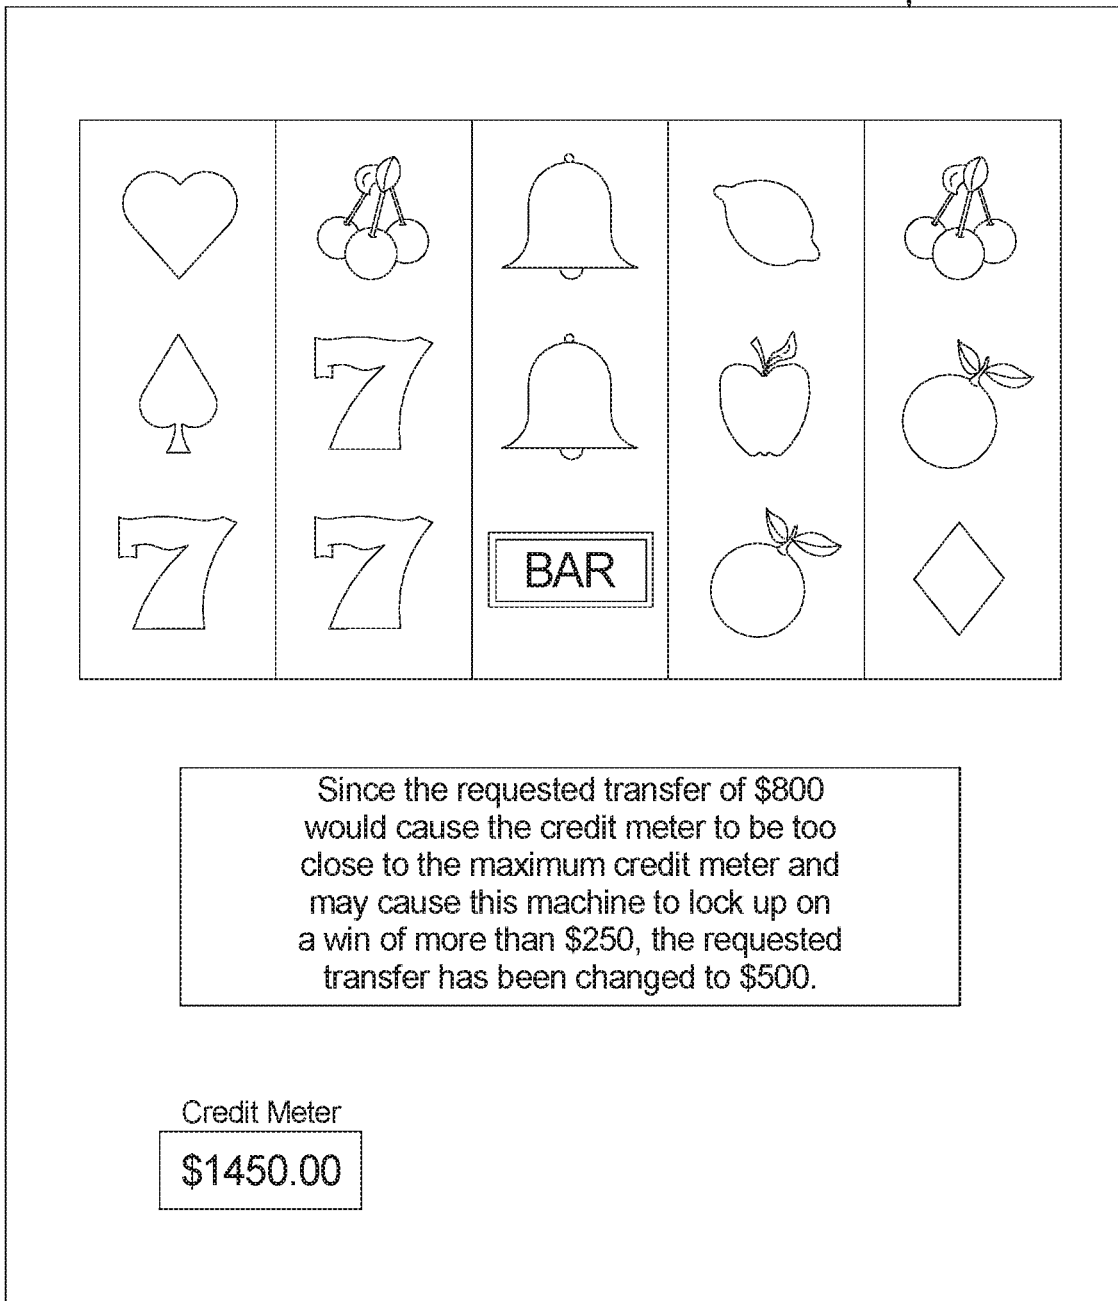 BAR
Since the requested transfer of $800
would cause the credit meter to be too
close to the maximum credit meter and
may cause this machine to lock up on
a win of more than $250, the requested
transfer has been changed to $500.
Credit Meter
$1450.00